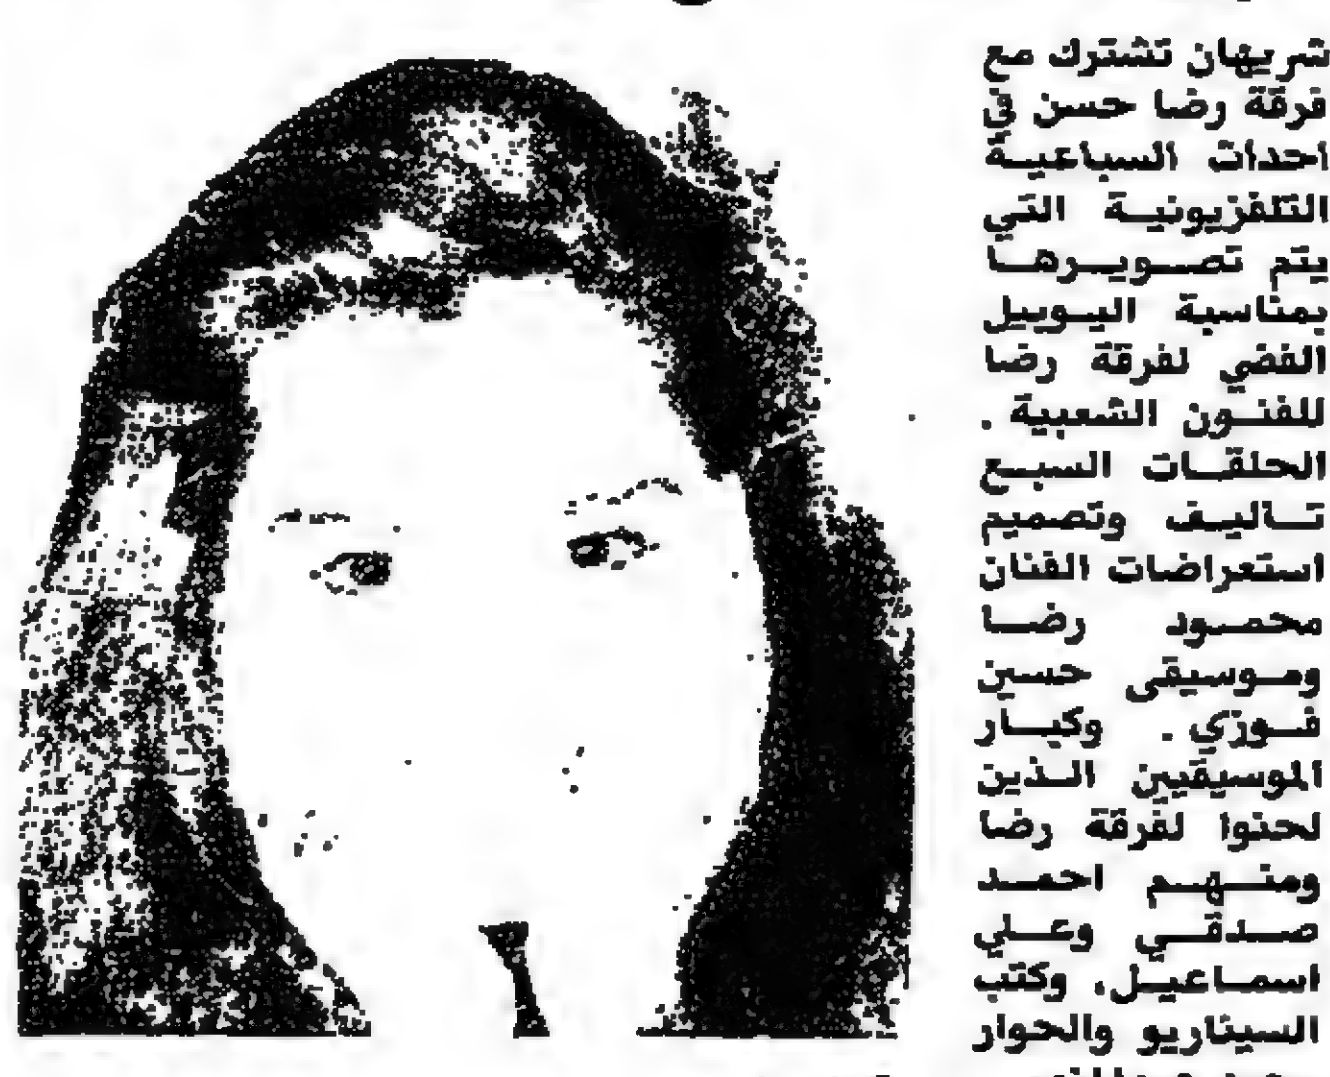 شريهان تشترك مع
فرقة رضا حسن في
احداث السباعية
التلفزيونية التي
يتم تصويرها
بمناسبة اليوبيل
الفضي لفرقة رضا
للفنون الشعبية .
الحلقات السبع
تاليف وتصميم
استعراضات الفنان
محمود رضا
وموسيقى حسين
فوزي . وكبار
الموسيقيين الذين
لحنوا لفرقة رضا
ومنهم احمد
صدقي وعلي
اسماعيل، وكتب
السيناريو والحوار